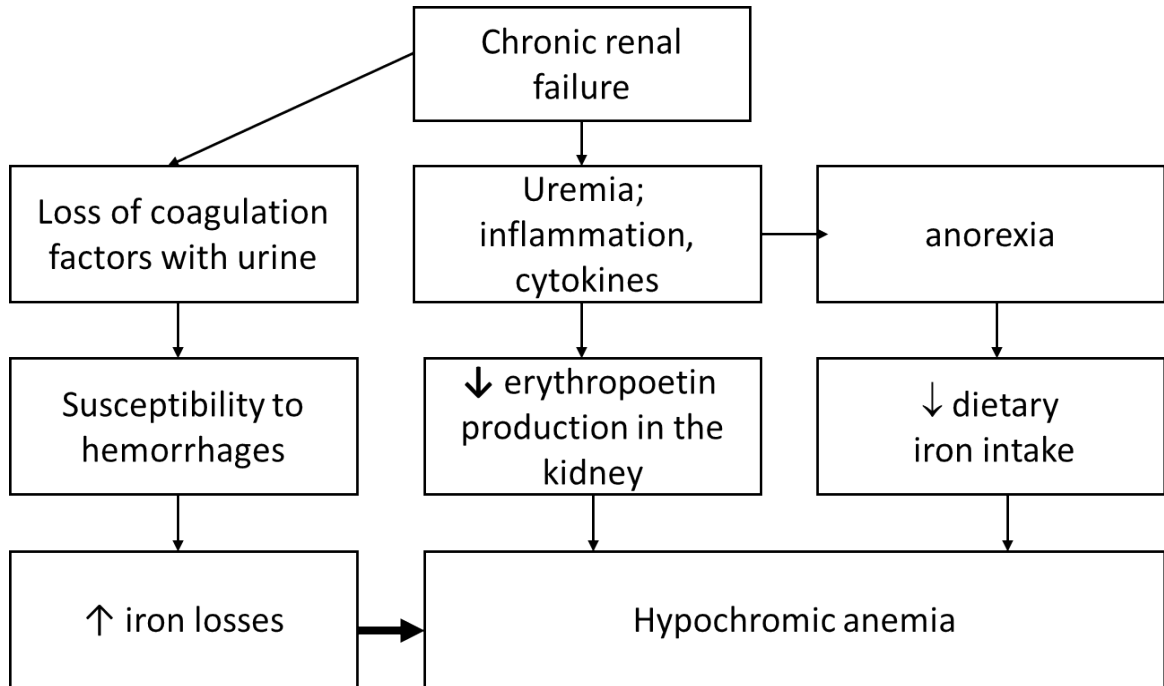 Chronic renal
failure
Loss of coagulation
factors with urine
Uremia;
inflammation,
cytokines
anorexia
Susceptibility to
hemorrhages
↓ erythropoetin
production in the
kidney
↓ dietary
iron intake
↑ iron losses
Hypochromic anemia